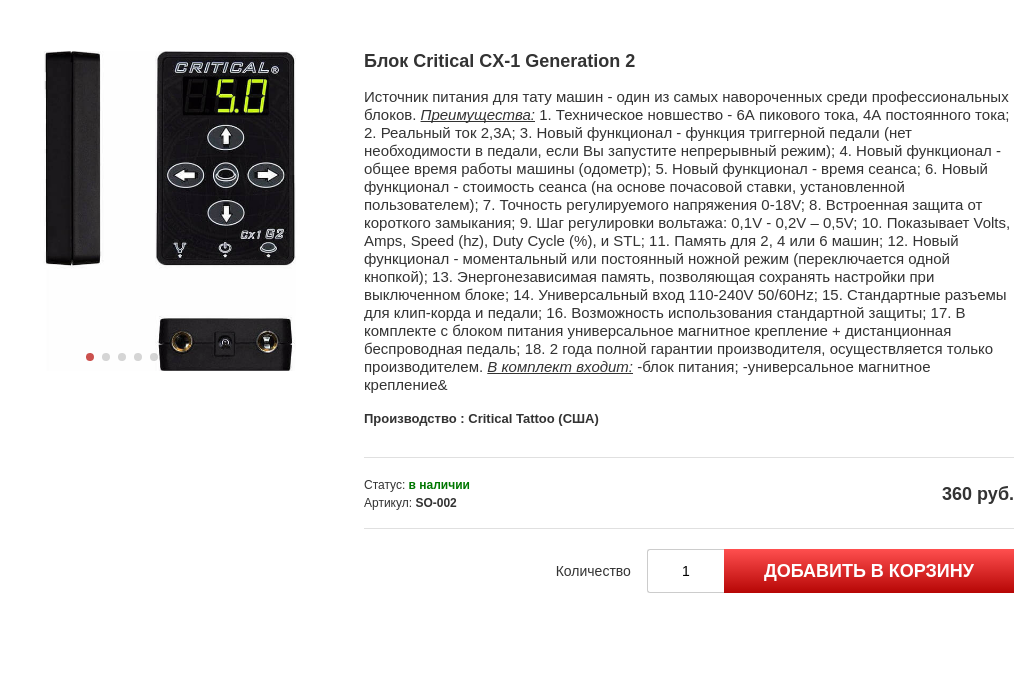 CRITICAL®
5.0
CX1 G2
Блок Critical CX-1 Generation 2
Источник питания для тату машин - один из самых навороченных среди профессиональных
блоков. Преимущества: 1. Техническое новшество - 6А пикового тока, 4А постоянного тока;
2. Реальный ток 2,3А; 3. Новый функционал - функция триггерной педали (нет
необходимости в педали, если Вы запустите непрерывный режим); 4. Новый функционал -
общее время работы машины (одометр); 5. Новый функционал - время сеанса; 6. Новый
функционал - стоимость сеанса (на основе почасовой ставки, установленной
пользователем); 7. Точность регулируемого напряжения 0-18V; 8. Встроенная защита от
короткого замыкания; 9. Шаг регулировки вольтажа: 0,1V - 0,2V – 0,5V; 10. Показывает Volts,
Amps, Speed (hz), Duty Cycle (%), и STL; 11. Память для 2, 4 или 6 машин; 12. Новый
функционал - моментальный или постоянный ножной режим (переключается одной
кнопкой); 13. Энергонезависимая память, позволяющая сохранять настройки при
выключенном блоке; 14. Универсальный вход 110-240V 50/60Hz; 15. Стандартные разъемы
для клип-корда и педали; 16. Возможность использования стандартной защиты; 17. В
комплекте с блоком питания универсальное магнитное крепление + дистанционная
беспроводная педаль; 18. 2 года полной гарантии производителя, осуществляется только
производителем. В комплект входит: -блок питания; -универсальное магнитное
крепление&
Производство : Critical Tattoo (США)
Статус: в наличии
Артикул: SO-002
360 руб.
Количество 1 ДОБАВИТЬ В КОРЗИНУ